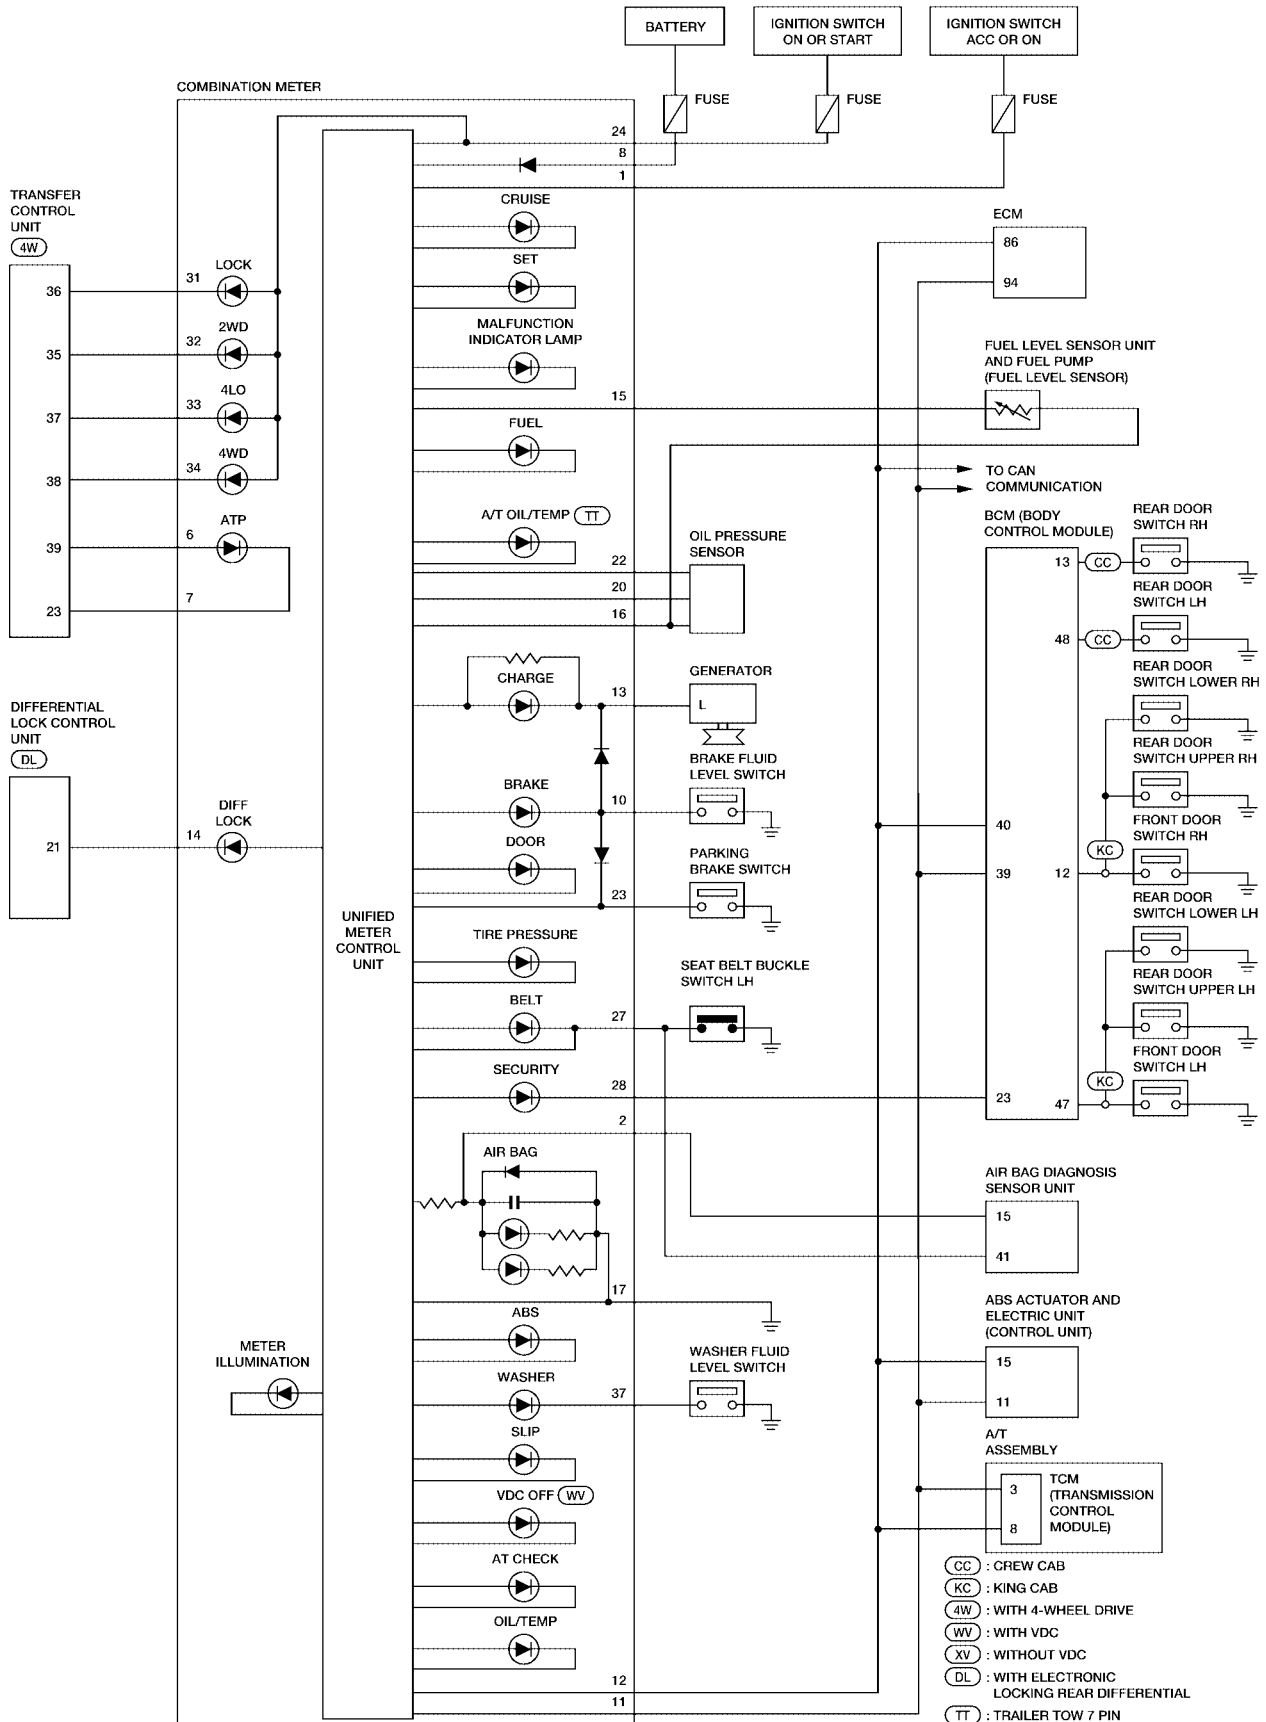 BATTERY
IGNITION SWITCH
ON OR START
IGNITION SWITCH
ACC OR ON
COMBINATION METER
FUSE
FUSE
FUSE
24
8
1
TRANSFER
CONTROL
UNIT
4W
36
35
37
38
39
23
31
LOCK
32
2WD
33
4LO
34
4WD
6
ATP
7
DIFFERENTIAL
LOCK CONTROL
UNIT
DL
21
14
DIFF
LOCK
METER
ILLUMINATION
UNIFIED
METER
CONTROL
UNIT
CRUISE
SET
MALFUNCTION
INDICATOR LAMP
15
FUEL
A/T OIL/TEMP TT
22
20
16
OIL PRESSURE
SENSOR
CHARGE
13
GENERATOR
L
BRAKE
10
BRAKE FLUID
LEVEL SWITCH
DOOR
23
PARKING
BRAKE SWITCH
TIRE PRESSURE
BELT
27
SEAT BELT BUCKLE
SWITCH LH
SECURITY
28
2
AIR BAG
17
ABS
WASHER
37
WASHER FLUID
LEVEL SWITCH
SLIP
VDC OFF WV
AT CHECK
OIL/TEMP
12
11
ECM
86
94
FUEL LEVEL SENSOR UNIT
AND FUEL PUMP
(FUEL LEVEL SENSOR)
TO CAN
COMMUNICATION
BCM (BODY
CONTROL MODULE)
13
48
40
39
12
23
47
CC
CC
KC
KC
REAR DOOR
SWITCH RH
REAR DOOR
SWITCH LH
REAR DOOR
SWITCH LOWER RH
REAR DOOR
SWITCH UPPER RH
FRONT DOOR
SWITCH RH
REAR DOOR
SWITCH LOWER LH
REAR DOOR
SWITCH UPPER LH
FRONT DOOR
SWITCH LH
AIR BAG DIAGNOSIS
SENSOR UNIT
15
41
ABS ACTUATOR AND
ELECTRIC UNIT
(CONTROL UNIT)
15
11
A/T
ASSEMBLY
3
8
TCM
(TRANSMISSION
CONTROL
MODULE)
CC : CREW CAB
KC : KING CAB
4W : WITH 4-WHEEL DRIVE
WV : WITH VDC
XV : WITHOUT VDC
DL : WITH ELECTRONIC
LOCKING REAR DIFFERENTIAL
TT : TRAILER TOW 7 PIN